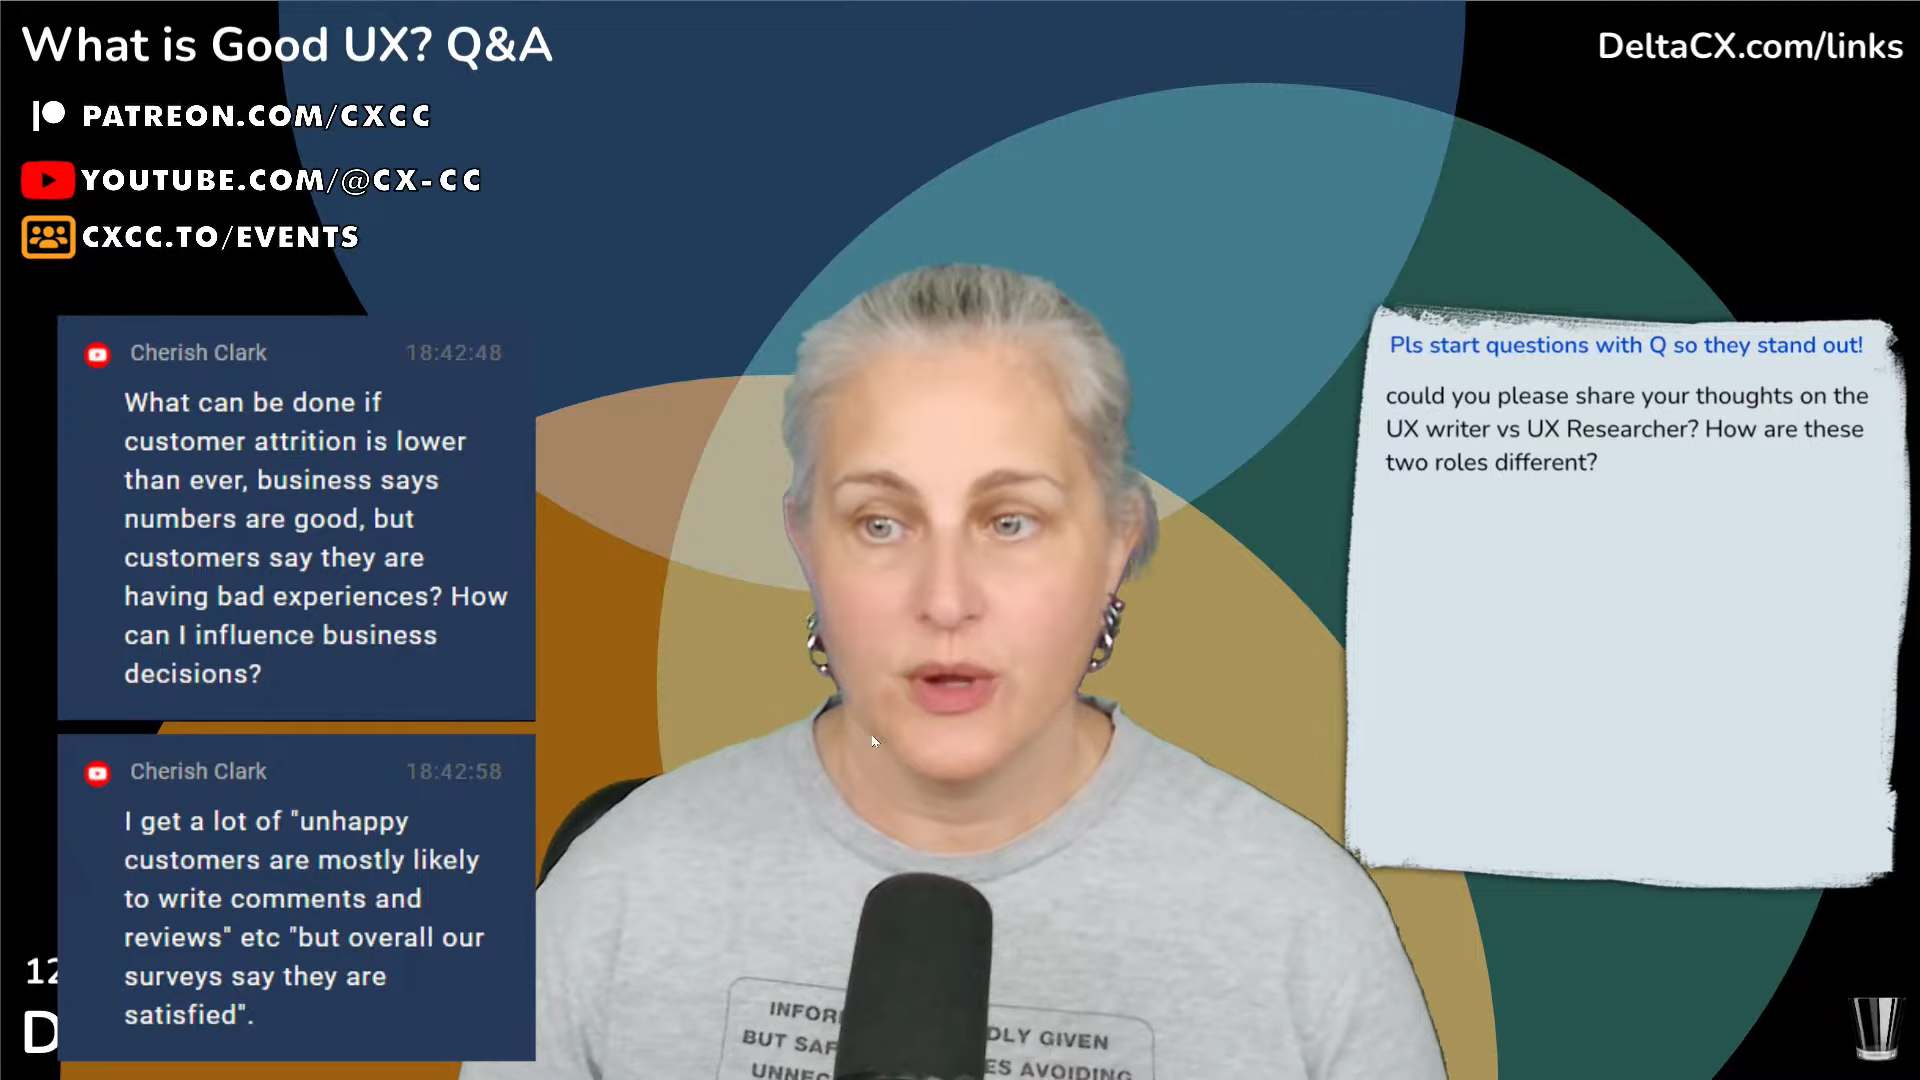 What is Good UX? Q&A
DeltaCX.com/links
PATREON.COM/CXCC
YOUTUBE.COM/@CX-CC
CXCC.TO/EVENTS
Cherish Clark 18:42:48
What can be done if
customer attrition is lower
than ever, business says
numbers are good, but
customers say they are
having bad experiences? How
can I influence business
decisions?
Cherish Clark 18:42:58
I get a lot of "unhappy
customers are mostly likely
to write comments and
reviews" etc "but overall our
surveys say they are
satisfied".
Pls start questions with Q so they stand out!
could you please share your thoughts on the
UX writer vs UX Researcher? How are these
two roles different?
12
D
GIVEN
BUT
AVOIDING